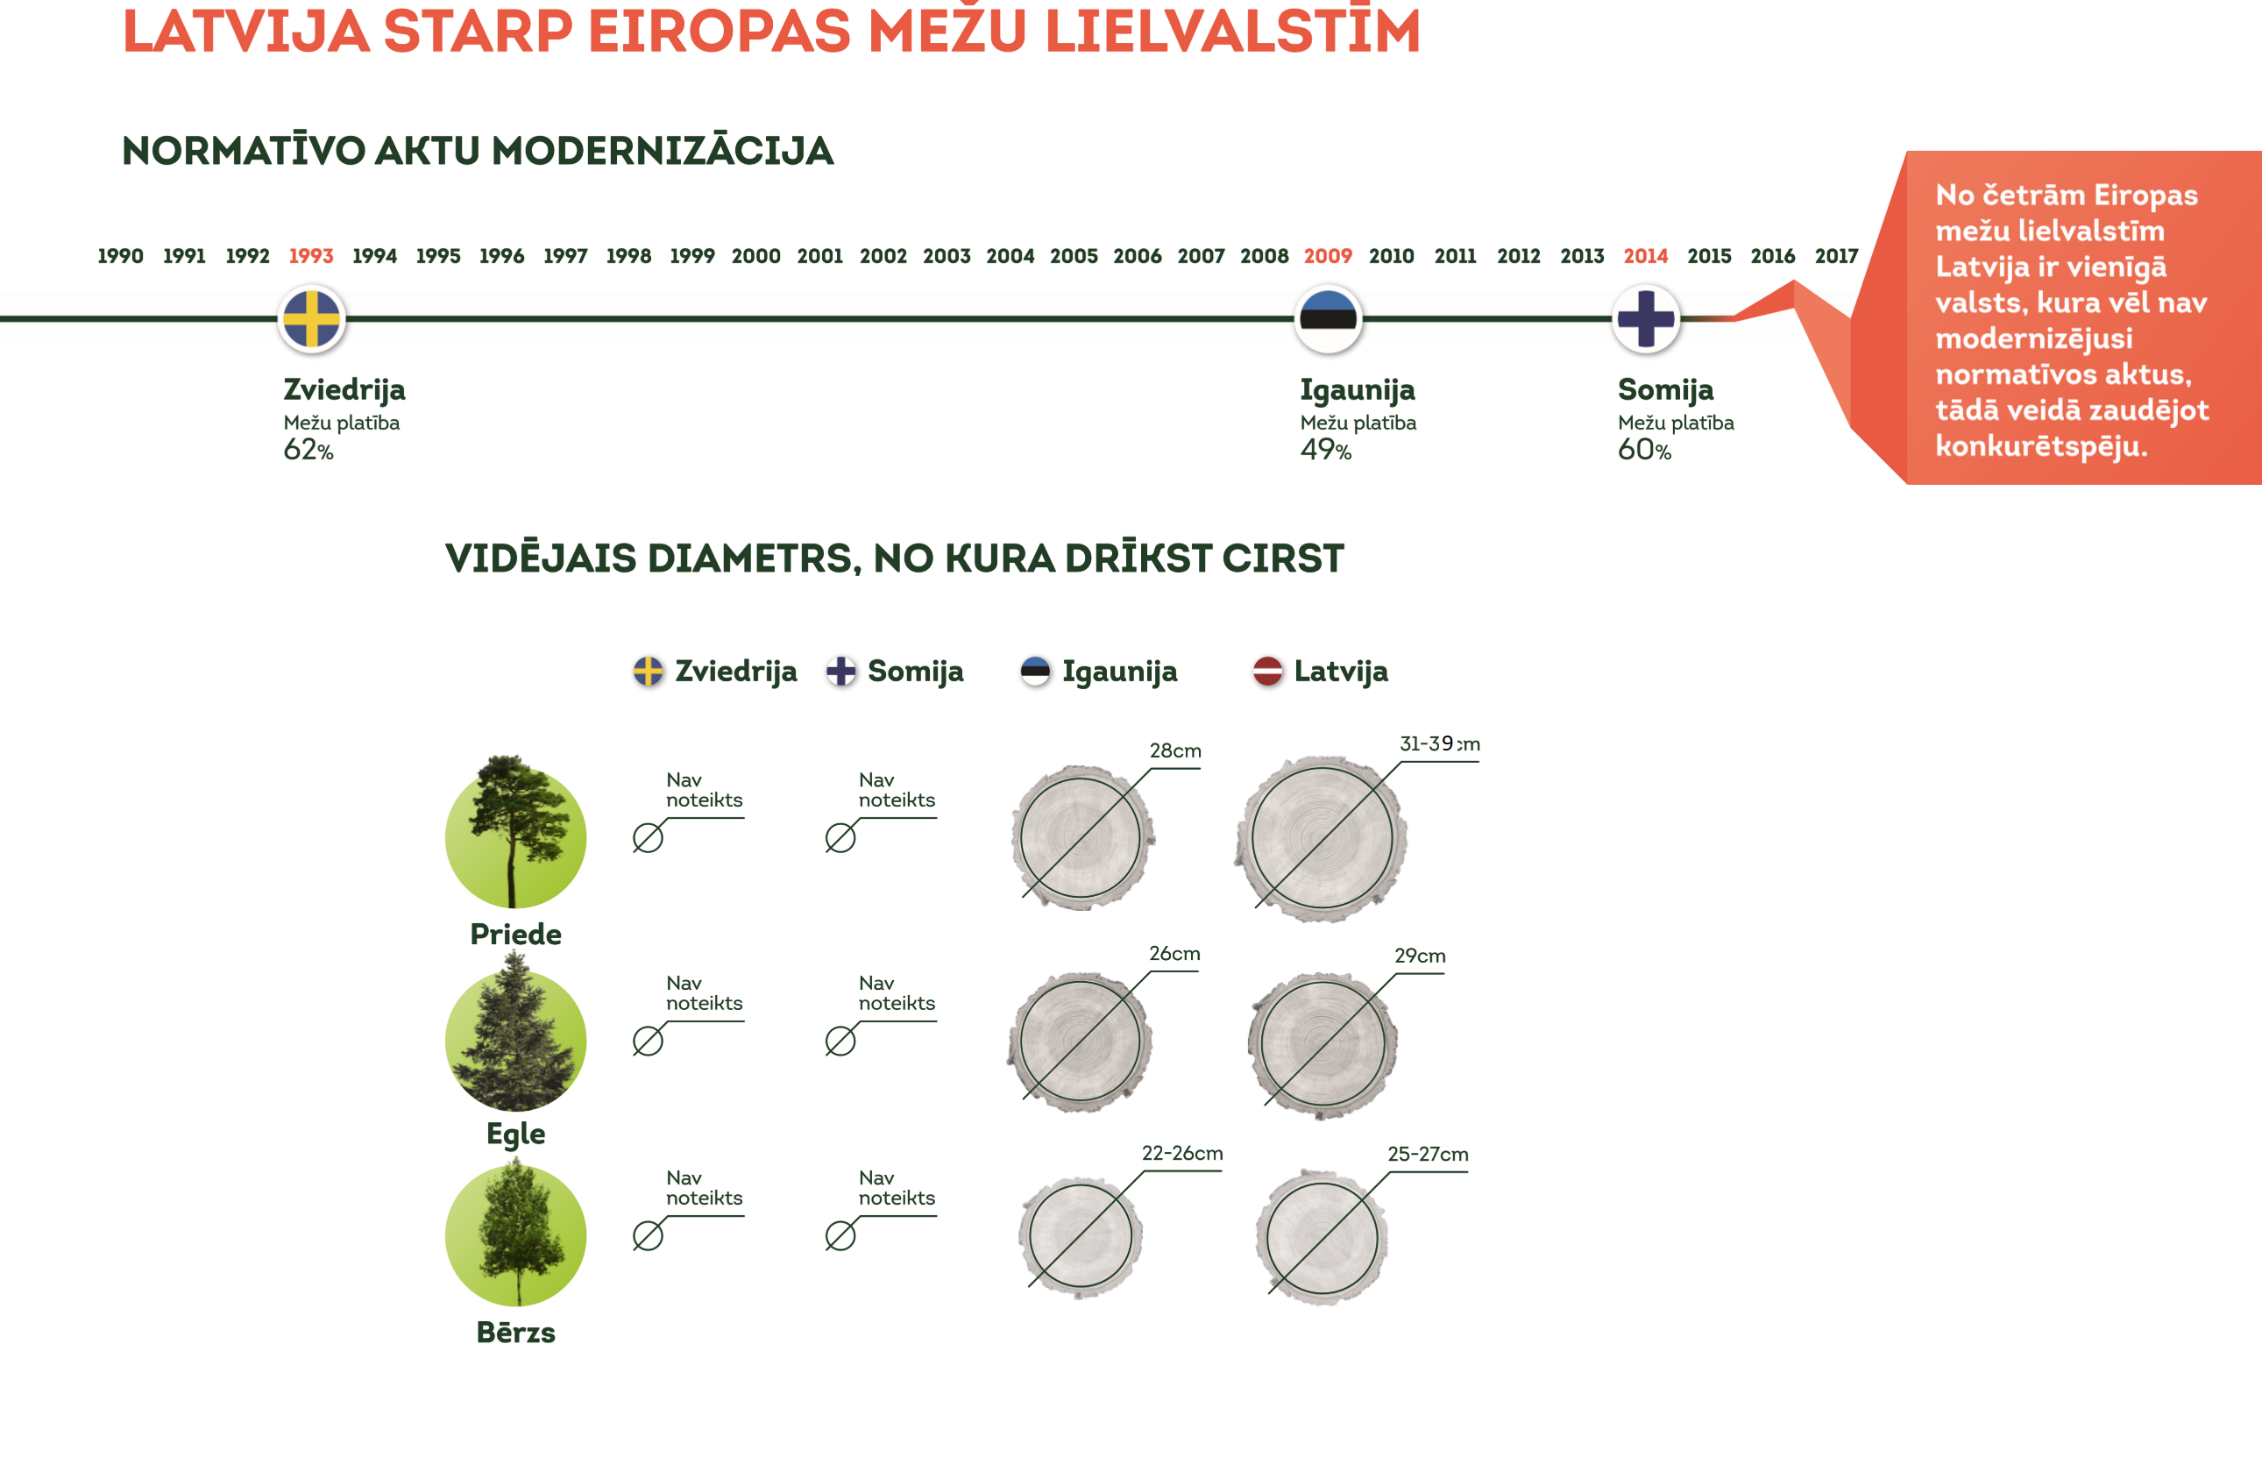 LATVIJA STARP EIROPAS MEŽU LIELVALSTĪM
NORMATĪVO AKTU MODERNIZĀCIJA
1990 1991 1992 1993 1994 1995 1996 1997 1998 1999 2000 2001 2002 2003 2004 2005 2006 2007 2008 2009 2010 2011 2012 2013 2014 2015 2016 2017
Zviedrija
Mežu platība
62%
Igaunija
Mežu platība
49%
Somija
Mežu platība
60%
No četrām Eiropas
mežu lielvalstīm
Latvija ir vienīgā
valsts, kura vēl nav
modernizējusi
normatīvos aktus,
tādā veidā zaudējot
konkurētspēju.
VIDĒJAIS DIAMETRS, NO KURA DRĪKST CIRST
Zviedrija Somija Igaunija Latvija
Priede
Nav
noteikts
Nav
noteikts
28cm
31-39cm
Egle
Nav
noteikts
Nav
noteikts
26cm
29cm
Bērzs
Nav
noteikts
Nav
noteikts
22-26cm
25-27cm